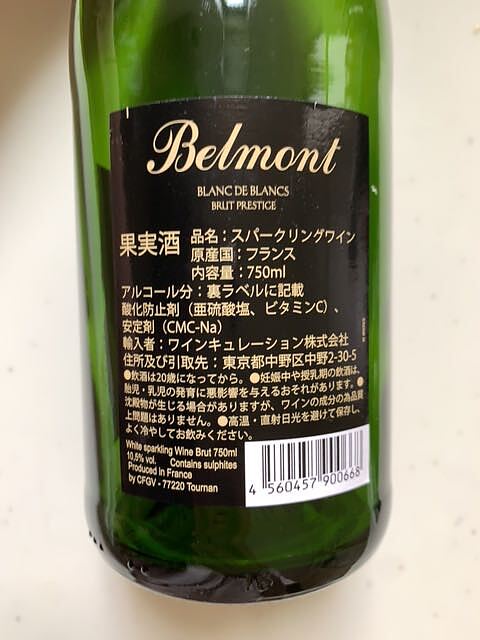 Belmont
BLANC DE BLANCS
BRUT PRESTIGE
果実酒
品名：スパークリングワイン
原産国：フランス
内容量：750ml
アルコール分：裏ラベルに記載
酸化防止剤（亜硫酸塩、ビタミンC）、
安定剤（CMC-Na）
輸入者：ワインキュレーション株式会社
住所及び引取先：東京都中野区中野2-30-5
●飲酒は20歳になってから。●妊娠中や授乳期の飲酒は、
胎児・乳児の発育に悪影響を与えるおそれがあります。●
沈殿物が生じる場合がありますが、ワインの成分の為品質
上問題はありません。●高温・直射日光を避けて保存し、
よく冷やしてお飲みください。
White sparkling Wine Brut 750ml
10,5% vol. Contains sulphites
Produced in France
by CFGV - 77220 Tournan
4 560457 900668